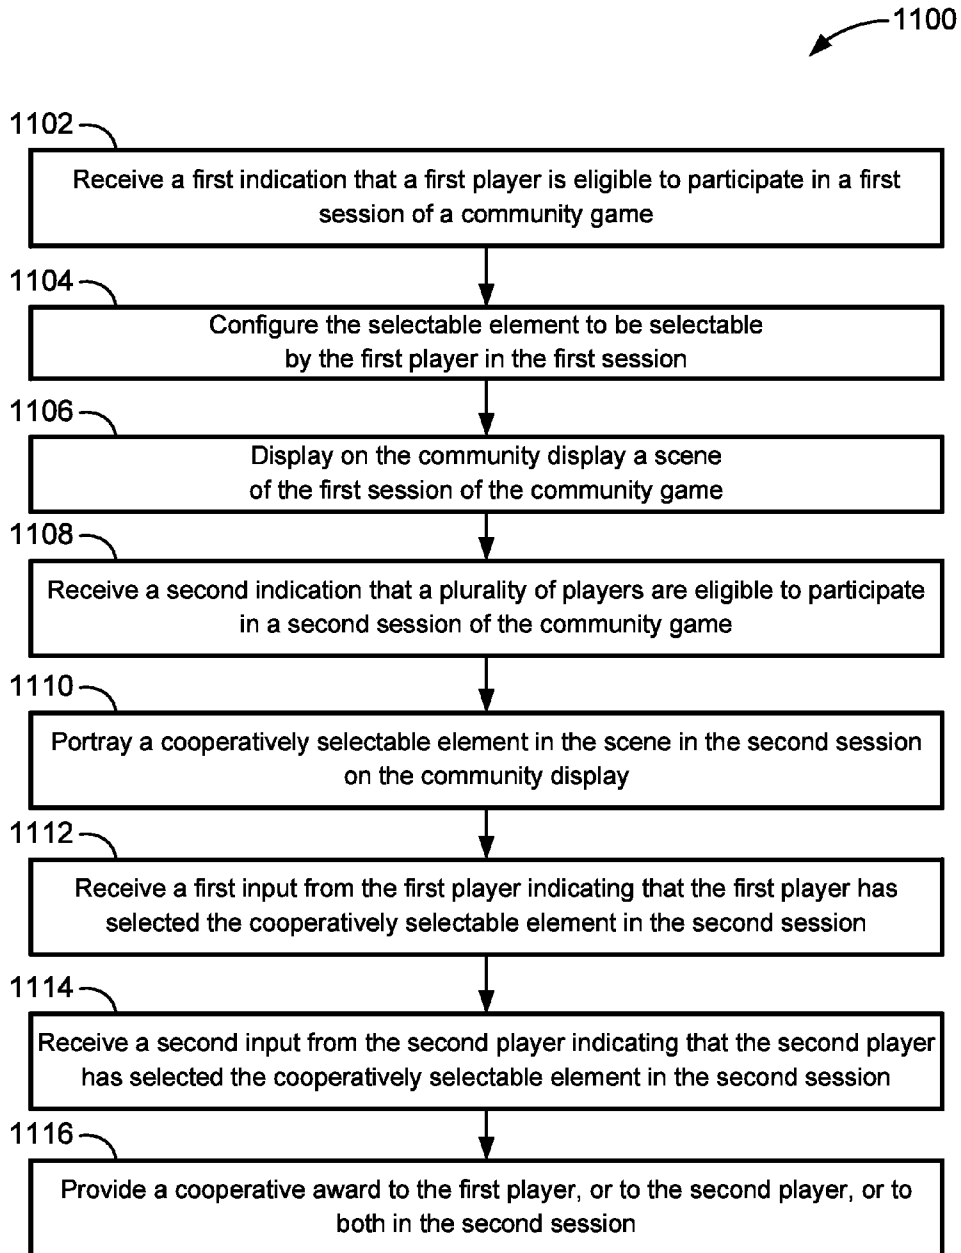 1100
1102
Receive a first indication that a first player is eligible to participate in a first
session of a community game
1104
Configure the selectable element to be selectable
by the first player in the first session
1106
Display on the community display a scene
of the first session of the community game
1108
Receive a second indication that a plurality of players are eligible to participate
in a second session of the community game
1110
Portray a cooperatively selectable element in the scene in the second session
on the community display
1112
Receive a first input from the first player indicating that the first player has
selected the cooperatively selectable element in the second session
1114
Receive a second input from the second player indicating that the second player
has selected the cooperatively selectable element in the second session
1116
Provide a cooperative award to the first player, or to the second player, or to
both in the second session